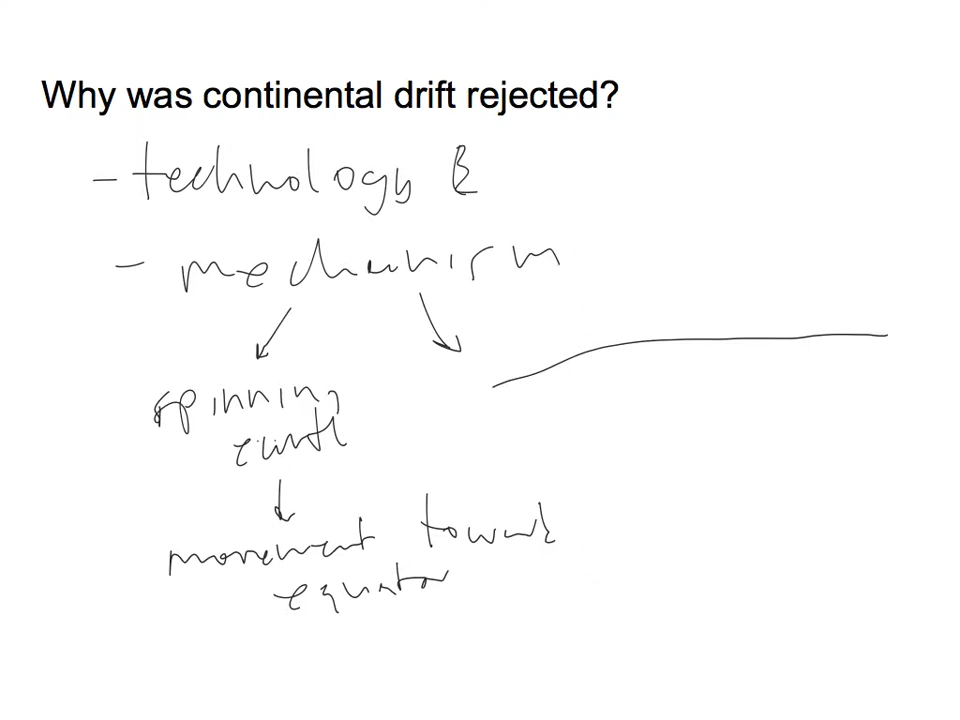 Why was continental drift rejected?
- technology &
- mechanism
spinning
earth
movement towards
equator